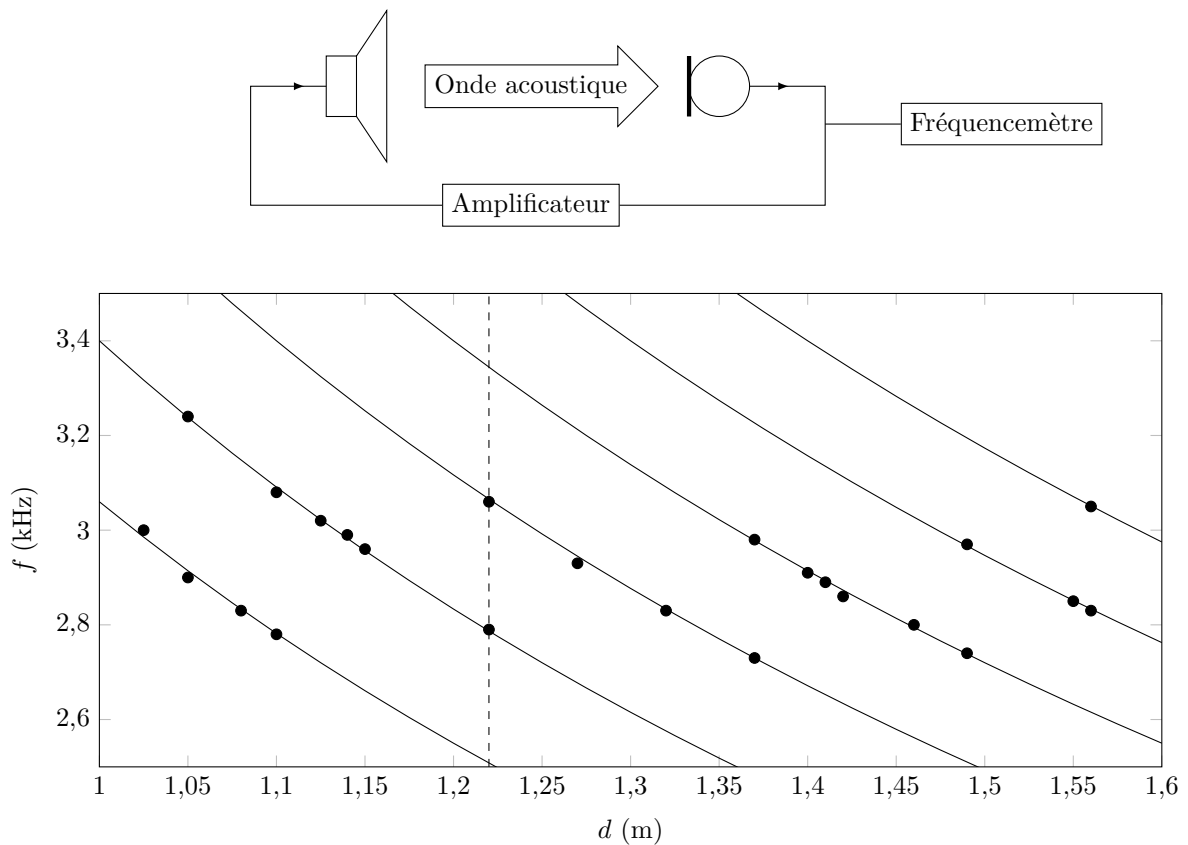 Onde acoustique
Fréquencemètre
Amplificateur
3,4
3,2
3
2,8
2,6
f (kHz)
1 1,05 1,1 1,15 1,2 1,25 1,3 1,35 1,4 1,45 1,5 1,55 1,6
d (m)